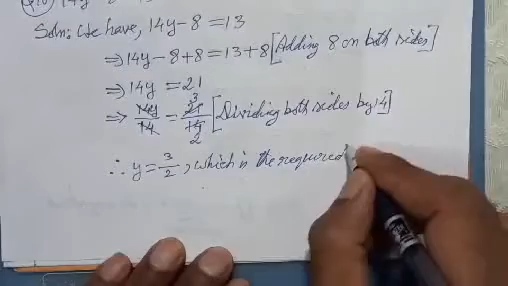 Soln: We have, 14y - 8 = 13
⇒ 14y - 8 + 8 = 13 + 8 [Adding 8 on both sides]
⇒ 14y = 21
⇒ 14y/14 = 21/14 [Dividing both sides by 14]
3
2
∴ y = 3/2, which is the required